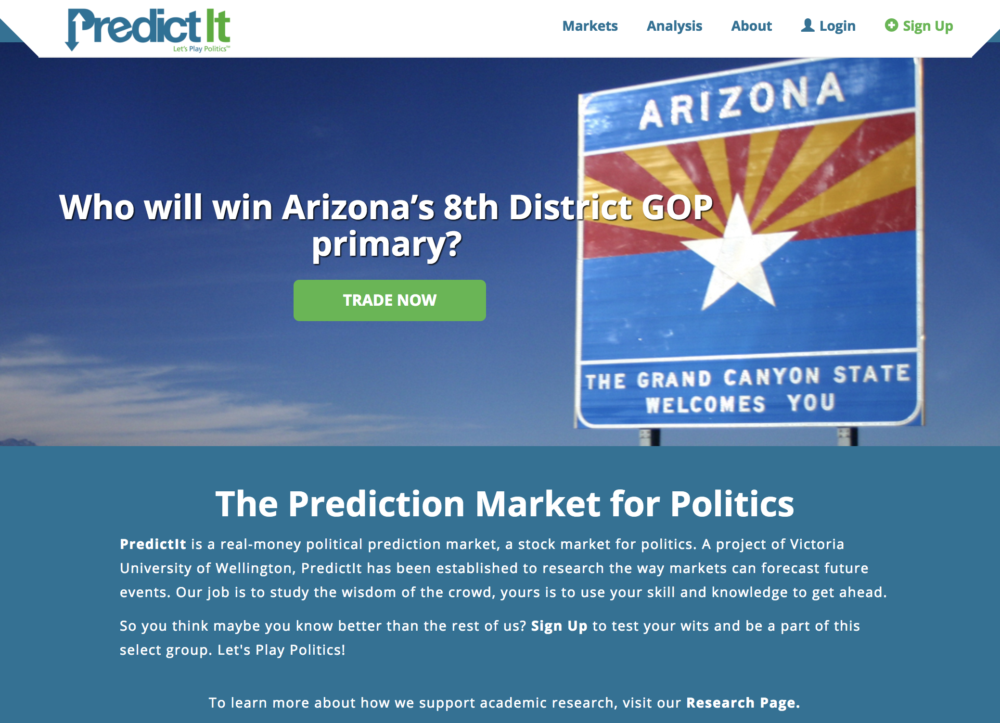 PredictIt
Let's Play Politics™
Markets Analysis About Login Sign Up
ARIZONA
Who will win Arizona’s 8th District GOP
primary?
TRADE NOW
THE GRAND CANYON STATE
WELCOMES YOU
The Prediction Market for Politics
PredictIt is a real-money political prediction market, a stock market for politics. A project of Victoria
University of Wellington, PredictIt has been established to research the way markets can forecast future
events. Our job is to study the wisdom of the crowd, yours is to use your skill and knowledge to get ahead.
So you think maybe you know better than the rest of us? Sign Up to test your wits and be a part of this
select group. Let's Play Politics!
To learn more about how we support academic research, visit our Research Page.